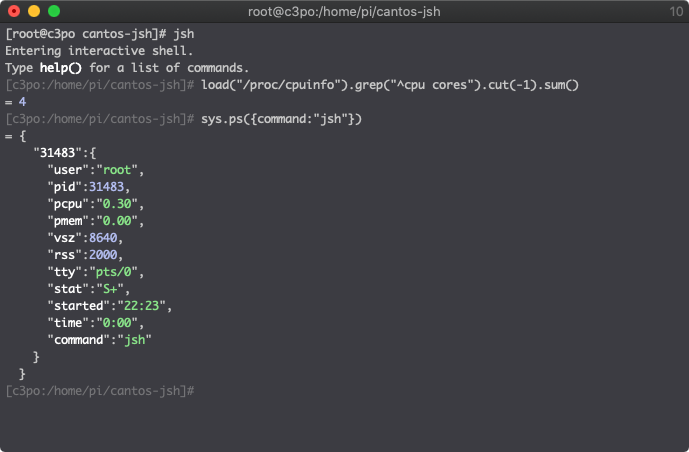 root@c3po:/home/pi/cantos-jsh 10
[root@c3po cantos-jsh]# jsh
Entering interactive shell.
Type help() for a list of commands.
[c3po:/home/pi/cantos-jsh]# load("/proc/cpuinfo").grep("^cpu cores").cut(-1).sum()
= 4
[c3po:/home/pi/cantos-jsh]# sys.ps({command:"jsh"})
= {
    "31483":{
      "user":"root",
      "pid":31483,
      "pcpu":"0.30",
      "pmem":"0.00",
      "vsz":8640,
      "rss":2000,
      "tty":"pts/0",
      "stat":"S+",
      "started":"22:23",
      "time":"0:00",
      "command":"jsh"
    }
  }
[c3po:/home/pi/cantos-jsh]#